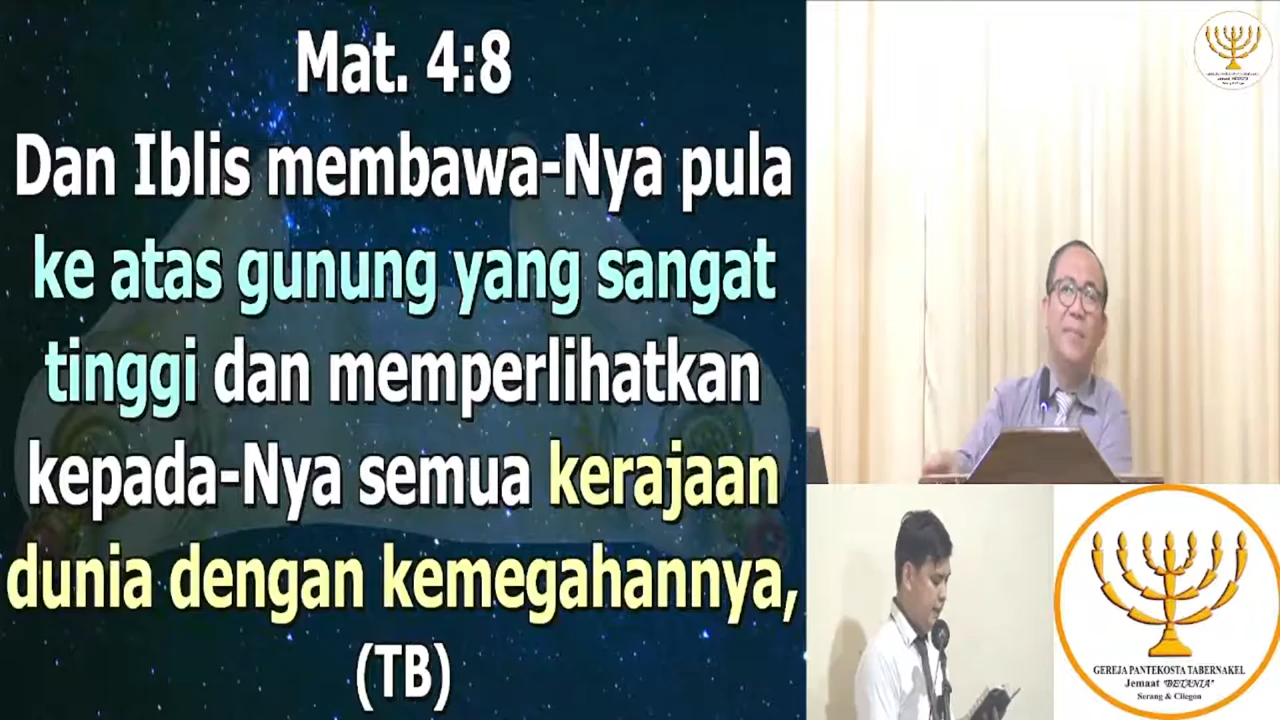 Mat. 4:8
Dan Iblis membawa-Nya pula
ke atas gunung yang sangat
tinggi dan memperlihatkan
kepada-Nya semua kerajaan
dunia dengan kemegahannya,
(TB)
GEREJA PANTEKOSTA TABERNAKEL
Jemaat "BETANIA"
Serang & Cilegon